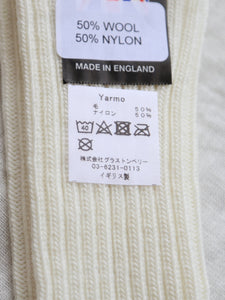 50% WOOL
50% NYLON
MADE IN ENGLAND
Yarmo
毛 50%
ナイロン 50%
40
株式会社グラストンベリー
03-6231-0113
イギリス製